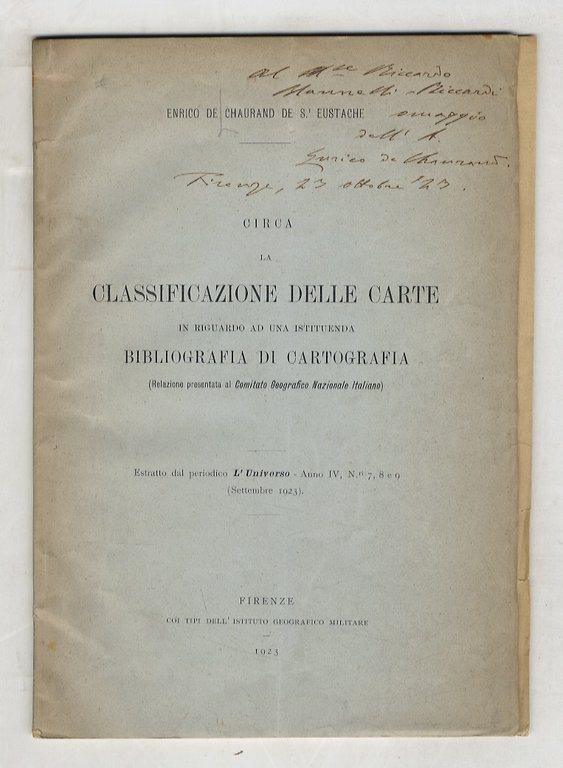 al Mse Riccardo
Mannelli-Riccardi
omaggio
dell' A.
Enrico de Chaurand.
Firenze, 23 ottobre '23.
ENRICO DE CHAURAND DE S.T EUSTACHE
CIRCA
LA
CLASSIFICAZIONE DELLE CARTE
IN RIGUARDO AD UNA ISTITUENDA
BIBLIOGRAFIA DI CARTOGRAFIA
(Relazione presentata al Comitato Geografico Nazionale Italiano)
Estratto dal periodico L'Universo - Anno IV, N.ri 7, 8 e 9
(Settembre 1923).
FIRENZE
COI TIPI DELL'ISTITUTO GEOGRAFICO MILITARE
1923